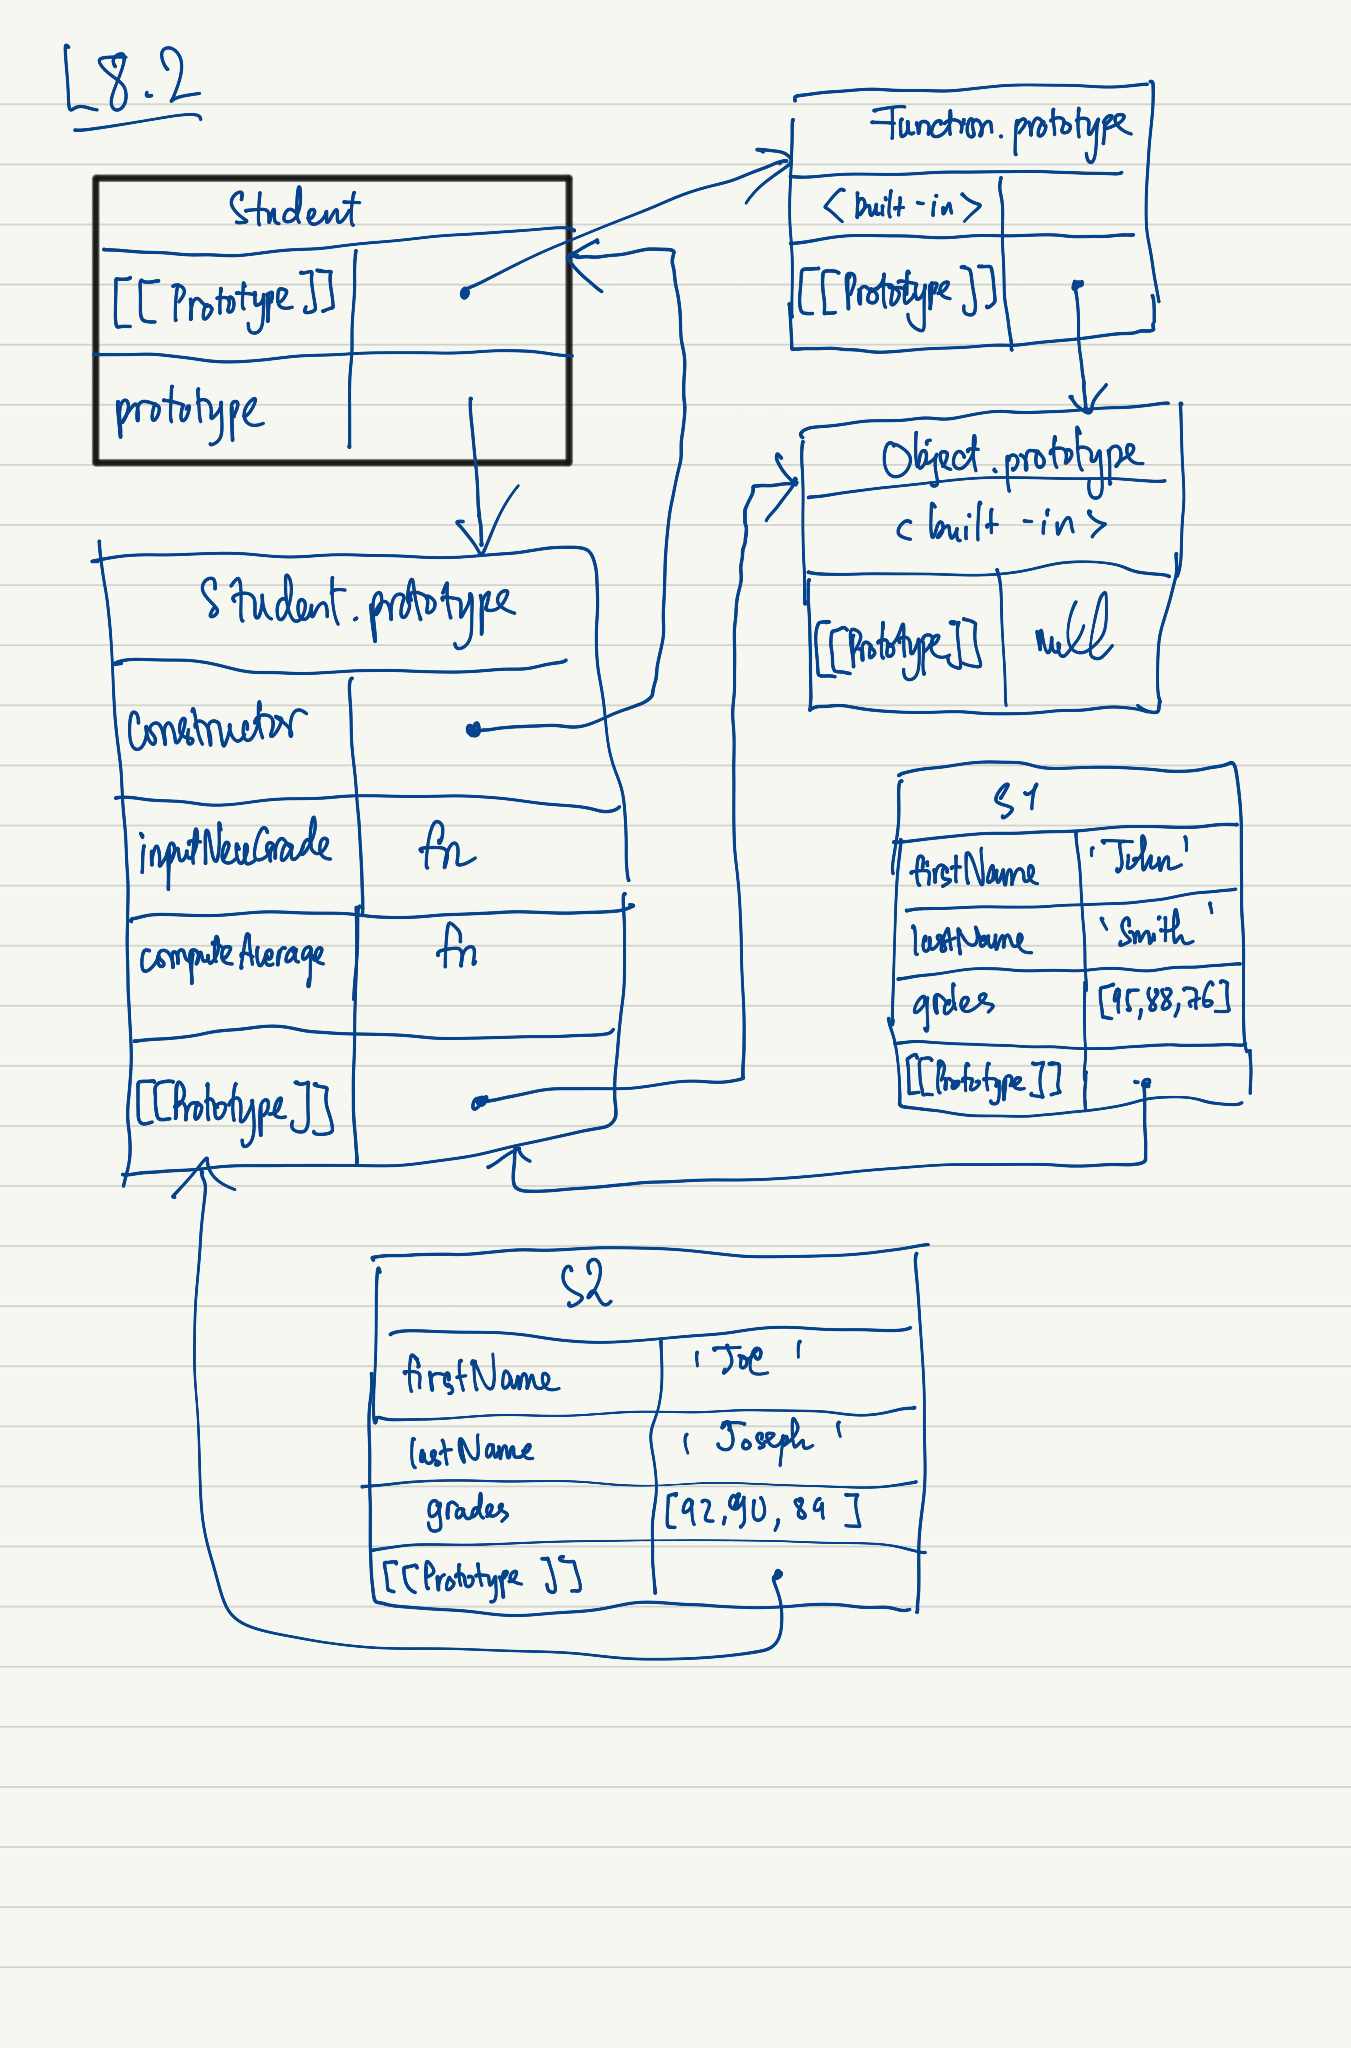 L8.2
Student
[[Prototype]]
prototype
Function.prototype
<built-in>
[[Prototype]]
Object.prototype
<built-in>
[[Prototype]] null
Student.prototype
constructor
inputNewGrade fn
computeAverage fn
[[Prototype]]
S1
firstName 'John'
lastName 'Smith'
grdes [95,88,76]
[[Prototype]]
S2
firstName 'Joe'
lastName 'Joseph'
grades [92,90,89]
[[Prototype]]